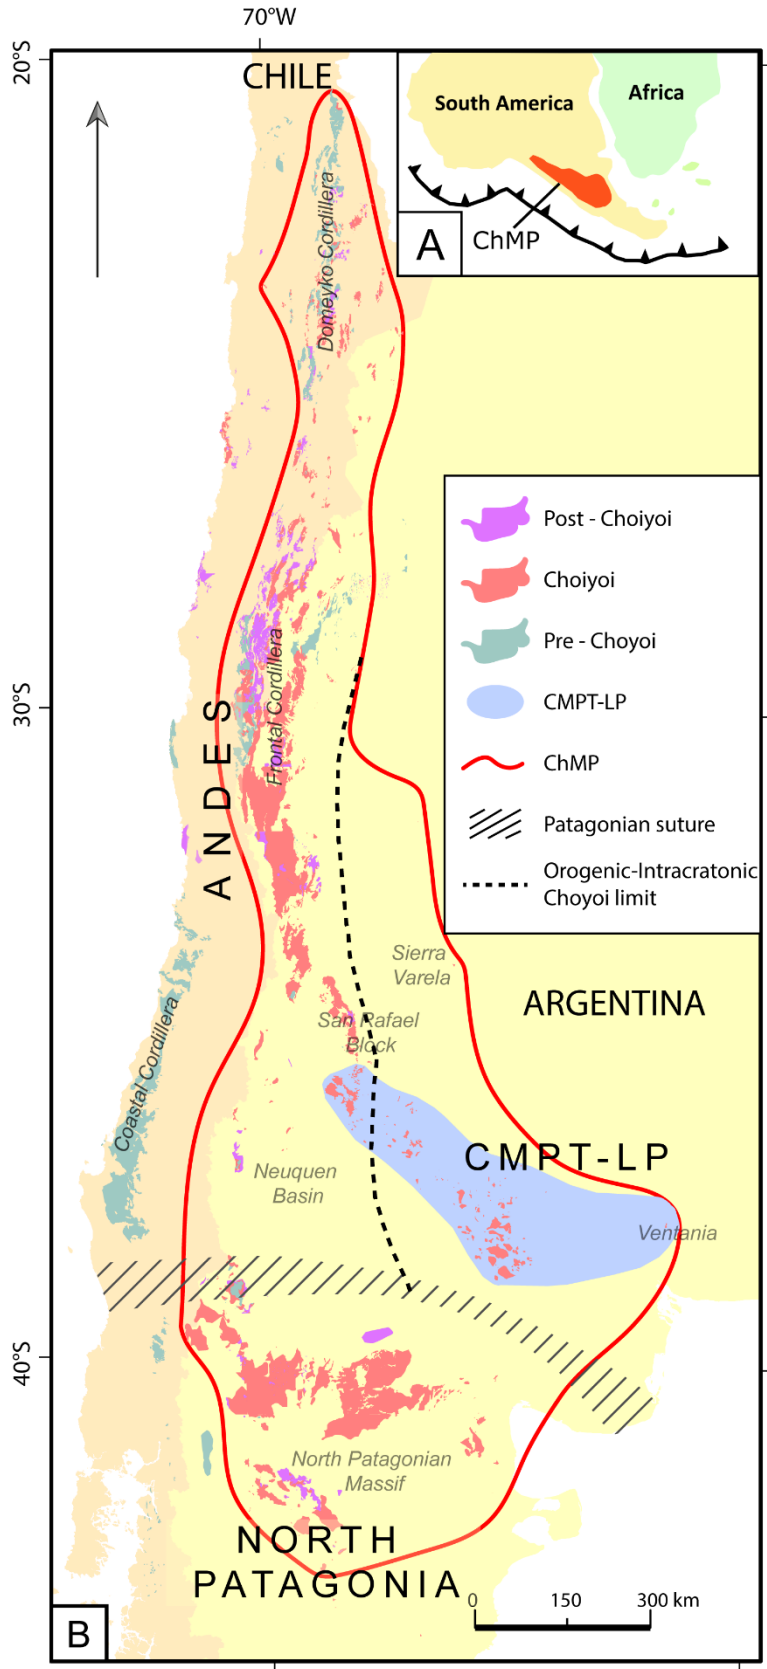 70°W
20°S
CHILE
South America
Africa
ChMP
A
Domeyko Cordillera
Post - Choiyoi
Choiyoi
Pre - Choyoi
CMPT-LP
ChMP
Patagonian suture
Orogenic-Intracratonic
Choyoi limit
30°S
ANDES
Frontal Cordillera
Sierra
Varela
ARGENTINA
San Rafael
Block
Coastal Cordillera
CMPT-LP
Neuquen
Basin
Ventania
40°S
North Patagonian
Massif
NORTH
PATAGONIA
0 150 300 km
B